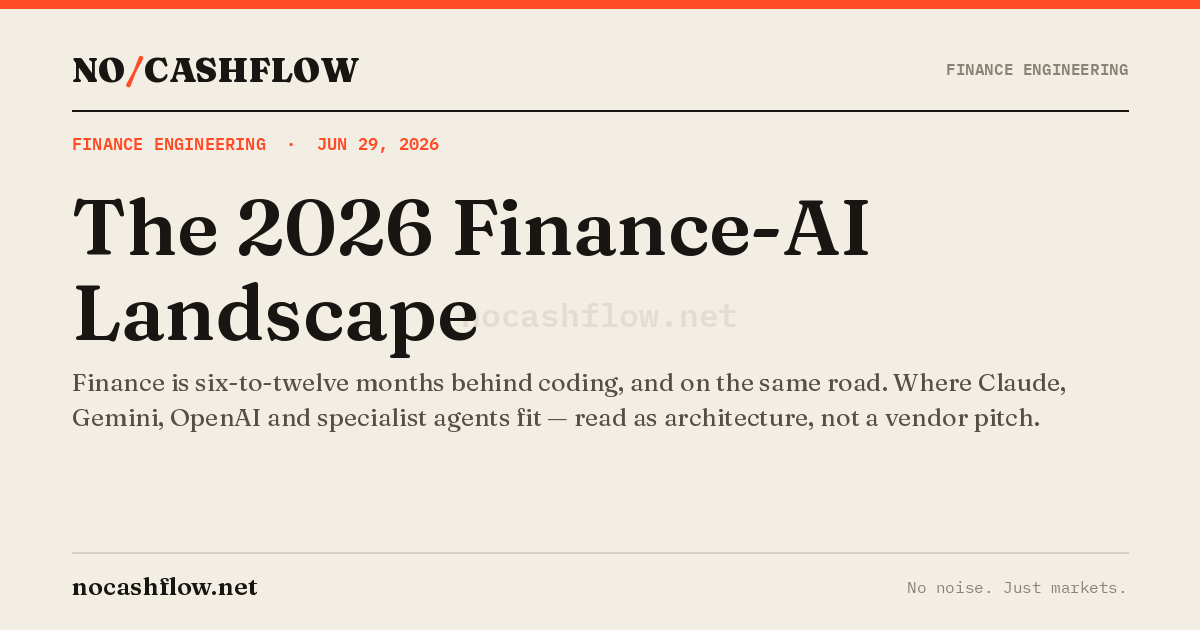 NO/CASHFLOW
FINANCE ENGINEERING
FINANCE ENGINEERING · JUN 29, 2026
The 2026 Finance-AI
Landscape
nocashflow.net
Finance is six-to-twelve months behind coding, and on the same road. Where Claude,
Gemini, OpenAI and specialist agents fit — read as architecture, not a vendor pitch.
nocashflow.net
No noise. Just markets.